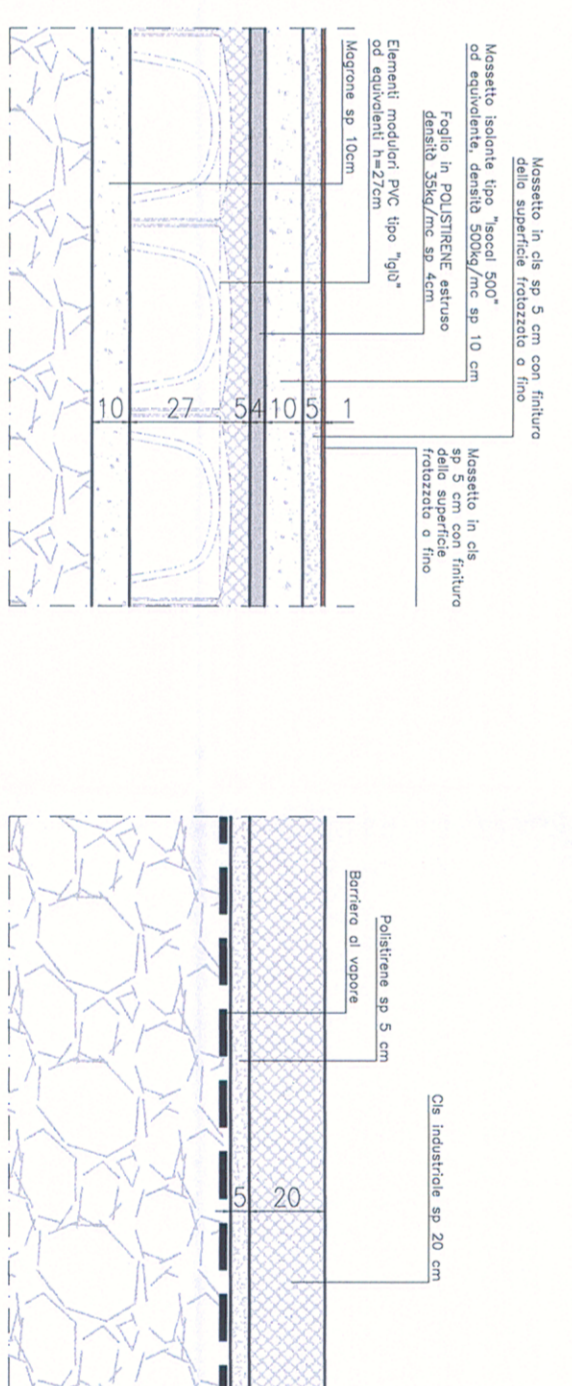 Massetto in cls sp 5 cm con finitura
della superficie fratazzata a fino
Massetto isolante tipo "Isocal 500"
od equivalente, densità 500kg/mc sp 10 cm
Foglio in POLISTIRENE estruso
densità 35kg/mc sp 4cm
Elementi modulari PVC tipo "Iglù"
od equivalenti h=27cm
Magrone sp 10cm
Massetto in cls
sp 5 cm con finitura
della superficie
fratazzata a fino
10 27 5 4 10 5 1
Cls industriale sp 20 cm
Polistirene sp 5 cm
Barriera al vapore
5 20